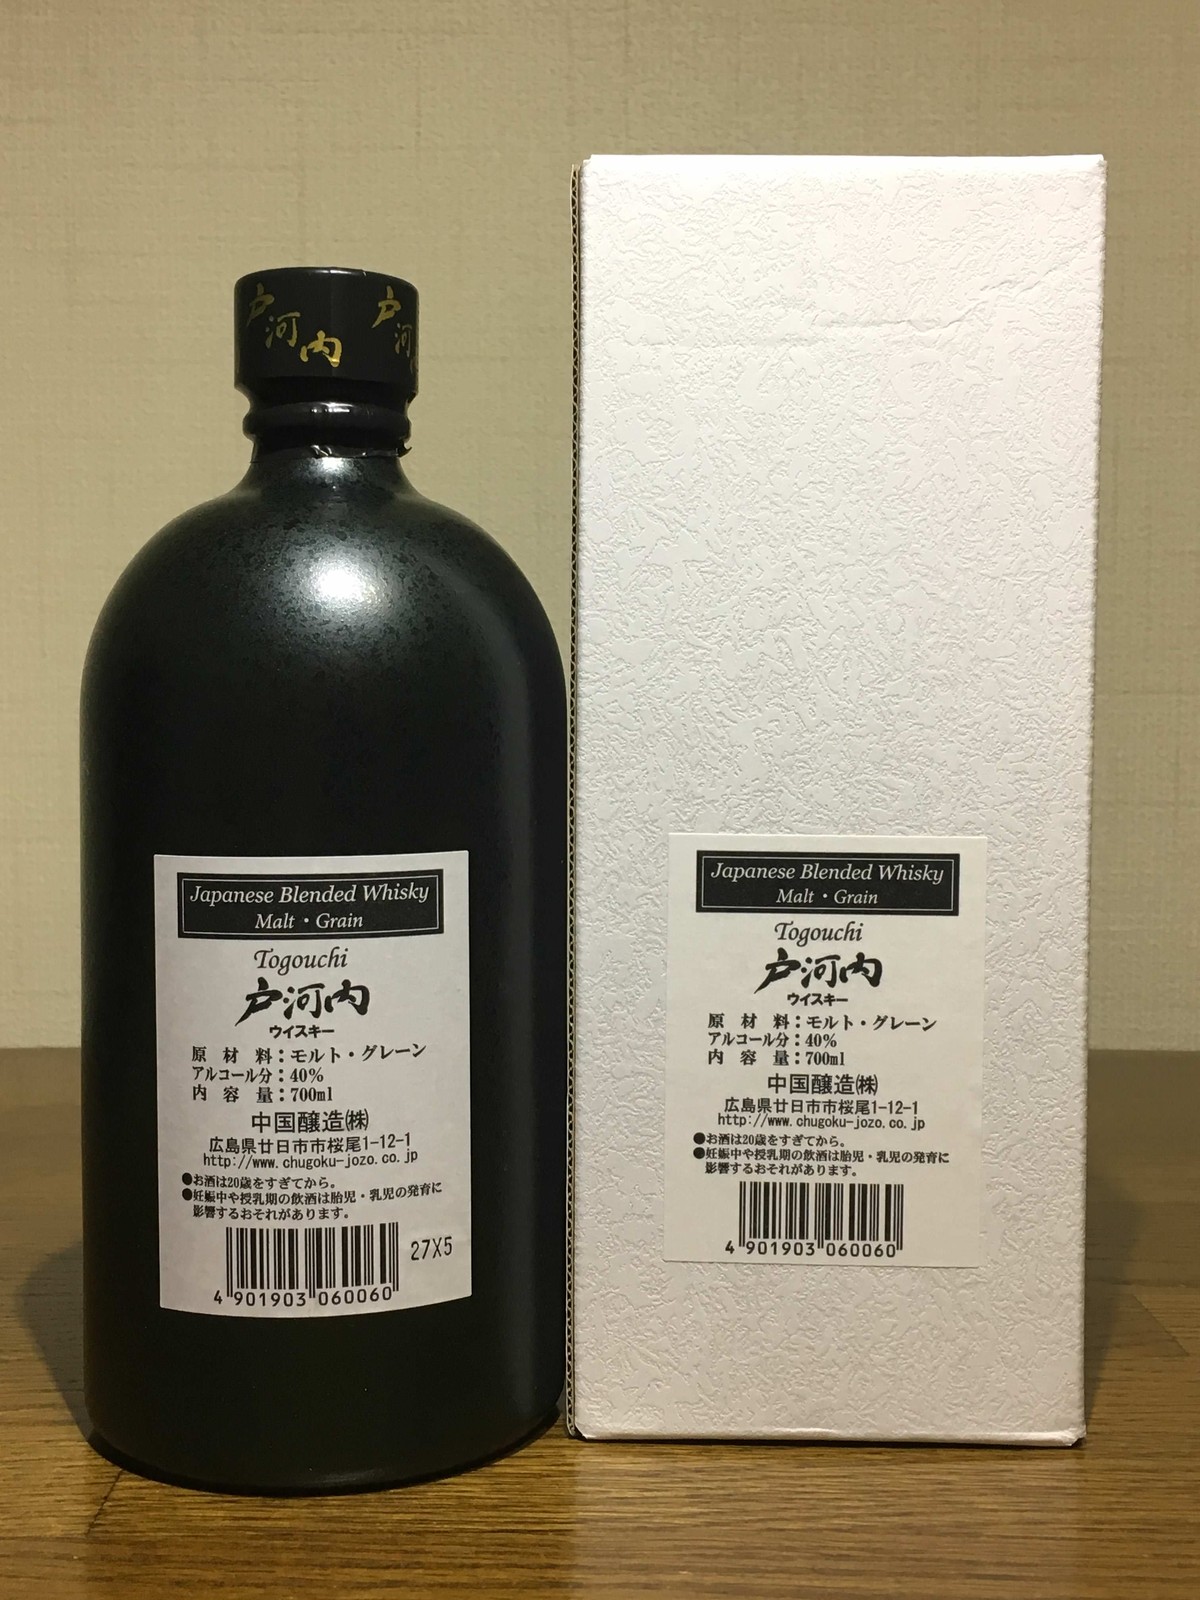 戸河内 戸河
Japanese Blended Whisky
Malt・Grain
Togouchi
戸河内
ウイスキー
原材料：モルト・グレーン
アルコール分：40%
内容量：700ml
中国醸造㈱
広島県廿日市市桜尾1-12-1
http://www.chugoku-jozo.co.jp
●お酒は20歳をすぎてから。
●妊娠中や授乳期の飲酒は胎児・乳児の発育に
影響するおそれがあります。
27X5
4 901903 060060
Japanese Blended Whisky
Malt・Grain
Togouchi
戸河内
ウイスキー
原材料：モルト・グレーン
アルコール分：40%
内容量：700ml
中国醸造㈱
広島県廿日市市桜尾1-12-1
http://www.chugoku-jozo.co.jp
●お酒は20歳をすぎてから。
●妊娠中や授乳期の飲酒は胎児・乳児の発育に
影響するおそれがあります。
4 901903 060060